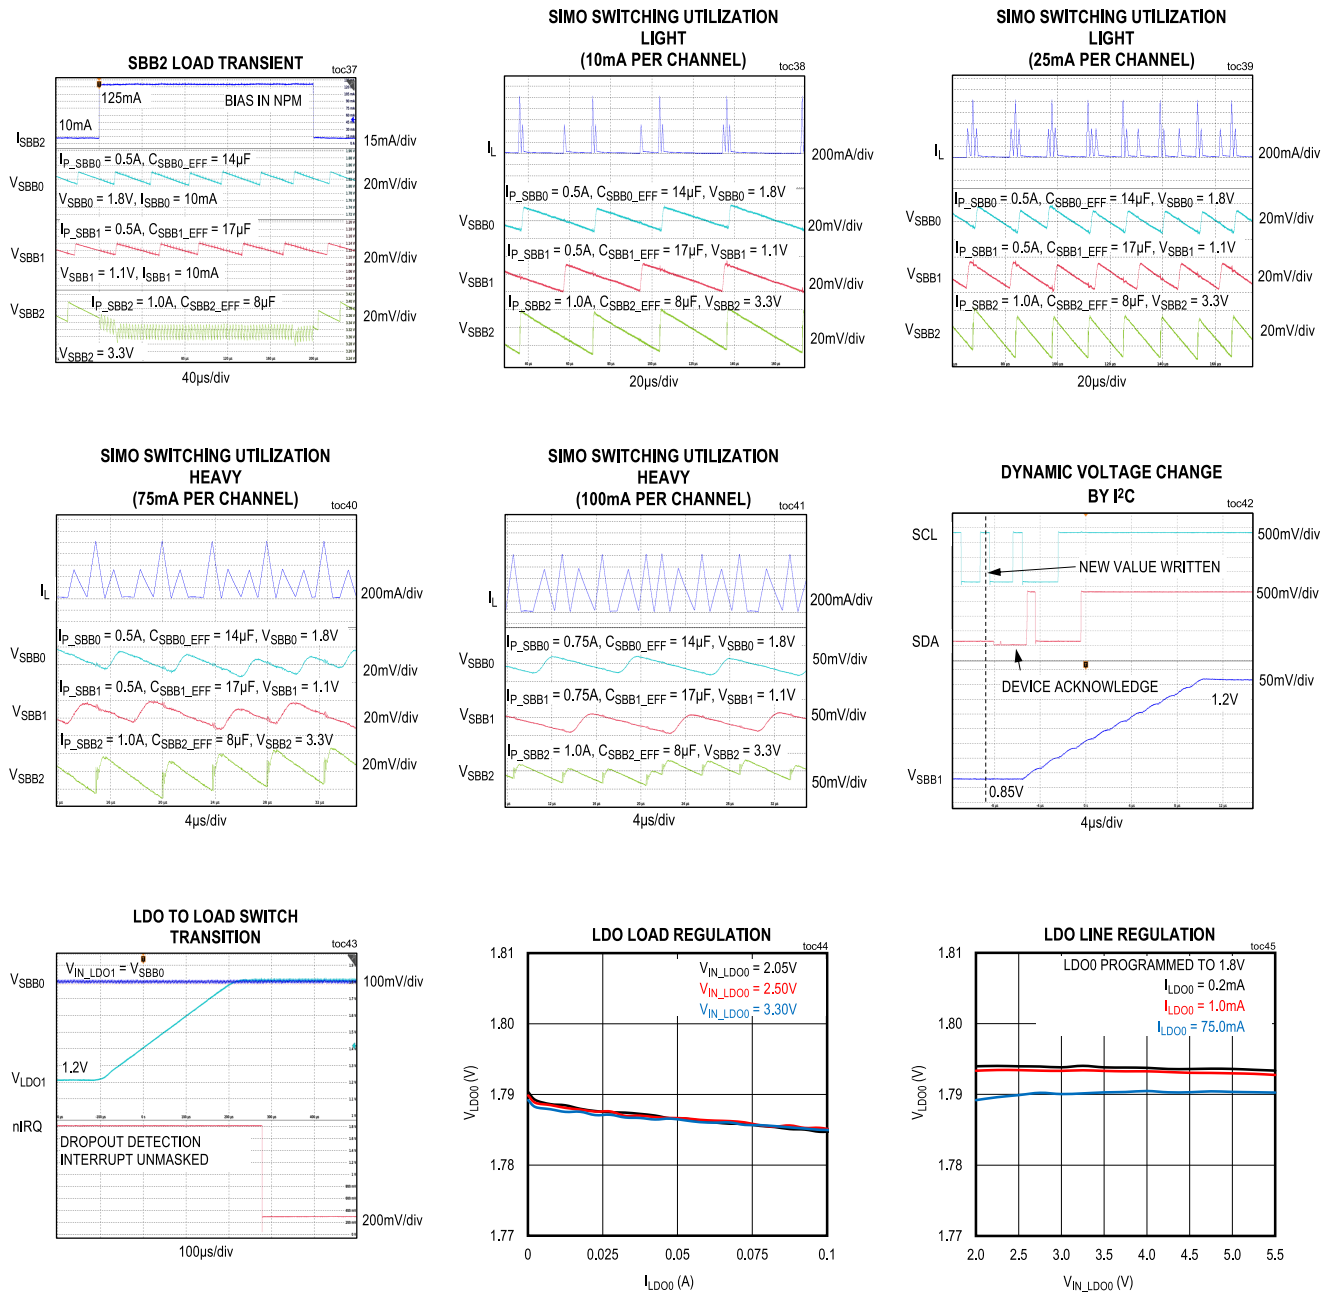 SBB2 LOAD TRANSIENT
toc37
125mA
BIAS IN NPM
10mA
ISBB2
15mA/div
IP_SBB0 = 0.5A, CSBB0_EFF = 14µF
VSBB0
20mV/div
VSBB0 = 1.8V, ISBB0 = 10mA
IP_SBB1 = 0.5A, CSBB1_EFF = 17µF
VSBB1
20mV/div
VSBB1 = 1.1V, ISBB1 = 10mA
IP_SBB2 = 1.0A, CSBB2_EFF = 8µF
VSBB2
20mV/div
VSBB2 = 3.3V
40µs/div
SIMO SWITCHING UTILIZATION
LIGHT
(10mA PER CHANNEL)
toc38
IL
200mA/div
IP_SBB0 = 0.5A, CSBB0_EFF = 14µF, VSBB0 = 1.8V
VSBB0
20mV/div
IP_SBB1 = 0.5A, CSBB1_EFF = 17µF, VSBB1 = 1.1V
VSBB1
20mV/div
IP_SBB2 = 1.0A, CSBB2_EFF = 8µF, VSBB2 = 3.3V
VSBB2
20mV/div
20µs/div
SIMO SWITCHING UTILIZATION
LIGHT
(25mA PER CHANNEL)
toc39
IL
200mA/div
IP_SBB0 = 0.5A, CSBB0_EFF = 14µF, VSBB0 = 1.8V
VSBB0
20mV/div
IP_SBB1 = 0.5A, CSBB1_EFF = 17µF, VSBB1 = 1.1V
VSBB1
20mV/div
IP_SBB2 = 1.0A, CSBB2_EFF = 8µF, VSBB2 = 3.3V
VSBB2
20mV/div
20µs/div
SIMO SWITCHING UTILIZATION
HEAVY
(75mA PER CHANNEL)
toc40
IL
200mA/div
IP_SBB0 = 0.5A, CSBB0_EFF = 14µF, VSBB0 = 1.8V
VSBB0
20mV/div
IP_SBB1 = 0.5A, CSBB1_EFF = 17µF, VSBB1 = 1.1V
VSBB1
20mV/div
IP_SBB2 = 1.0A, CSBB2_EFF = 8µF, VSBB2 = 3.3V
VSBB2
20mV/div
4µs/div
SIMO SWITCHING UTILIZATION
HEAVY
(100mA PER CHANNEL)
toc41
IL
200mA/div
IP_SBB0 = 0.75A, CSBB0_EFF = 14µF, VSBB0 = 1.8V
VSBB0
50mV/div
IP_SBB1 = 0.75A, CSBB1_EFF = 17µF, VSBB1 = 1.1V
VSBB1
50mV/div
IP_SBB2 = 1.0A, CSBB2_EFF = 8µF, VSBB2 = 3.3V
VSBB2
50mV/div
4µs/div
DYNAMIC VOLTAGE CHANGE
BY I²C
toc42
SCL
500mV/div
NEW VALUE WRITTEN
500mV/div
SDA
DEVICE ACKNOWLEDGE
50mV/div
1.2V
VSBB1
0.85V
4µs/div
LDO TO LOAD SWITCH
TRANSITION
toc43
VIN_LDO1 = VSBB0
VSBB0
100mV/div
1.2V
VLDO1
nIRQ
DROPOUT DETECTION
INTERRUPT UNMASKED
200mV/div
100µs/div
LDO LOAD REGULATION
toc44
1.81
VIN_LDO0 = 2.05V
VIN_LDO0 = 2.50V
VIN_LDO0 = 3.30V
1.80
1.79
VLDO0 (V)
1.78
1.77
0 0.025 0.05 0.075 0.1
ILDO0 (A)
LDO LINE REGULATION
toc45
1.81
LDO0 PROGRAMMED TO 1.8V
ILDO0 = 0.2mA
ILDO0 = 1.0mA
ILDO0 = 75.0mA
1.80
1.79
VLDO0 (V)
1.78
1.77
2.0 2.5 3.0 3.5 4.0 4.5 5.0 5.5
VIN_LDO0 (V)